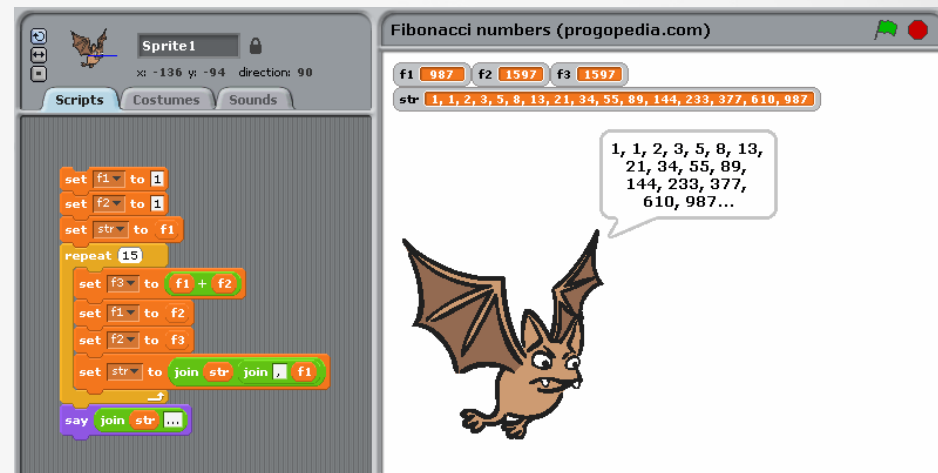 Sprite1
x: -136 y: -94 direction: 90
Scripts Costumes Sounds
set f1 to 1
set f2 to 1
set str to f1
repeat 15
set f3 to f1 + f2
set f1 to f2
set f2 to f3
set str to join str join , f1
say join str ...
Fibonacci numbers (progopedia.com)
f1 987 f2 1597 f3 1597
str 1, 1, 2, 3, 5, 8, 13, 21, 34, 55, 89, 144, 233, 377, 610, 987
1, 1, 2, 3, 5, 8, 13,
21, 34, 55, 89,
144, 233, 377,
610, 987...